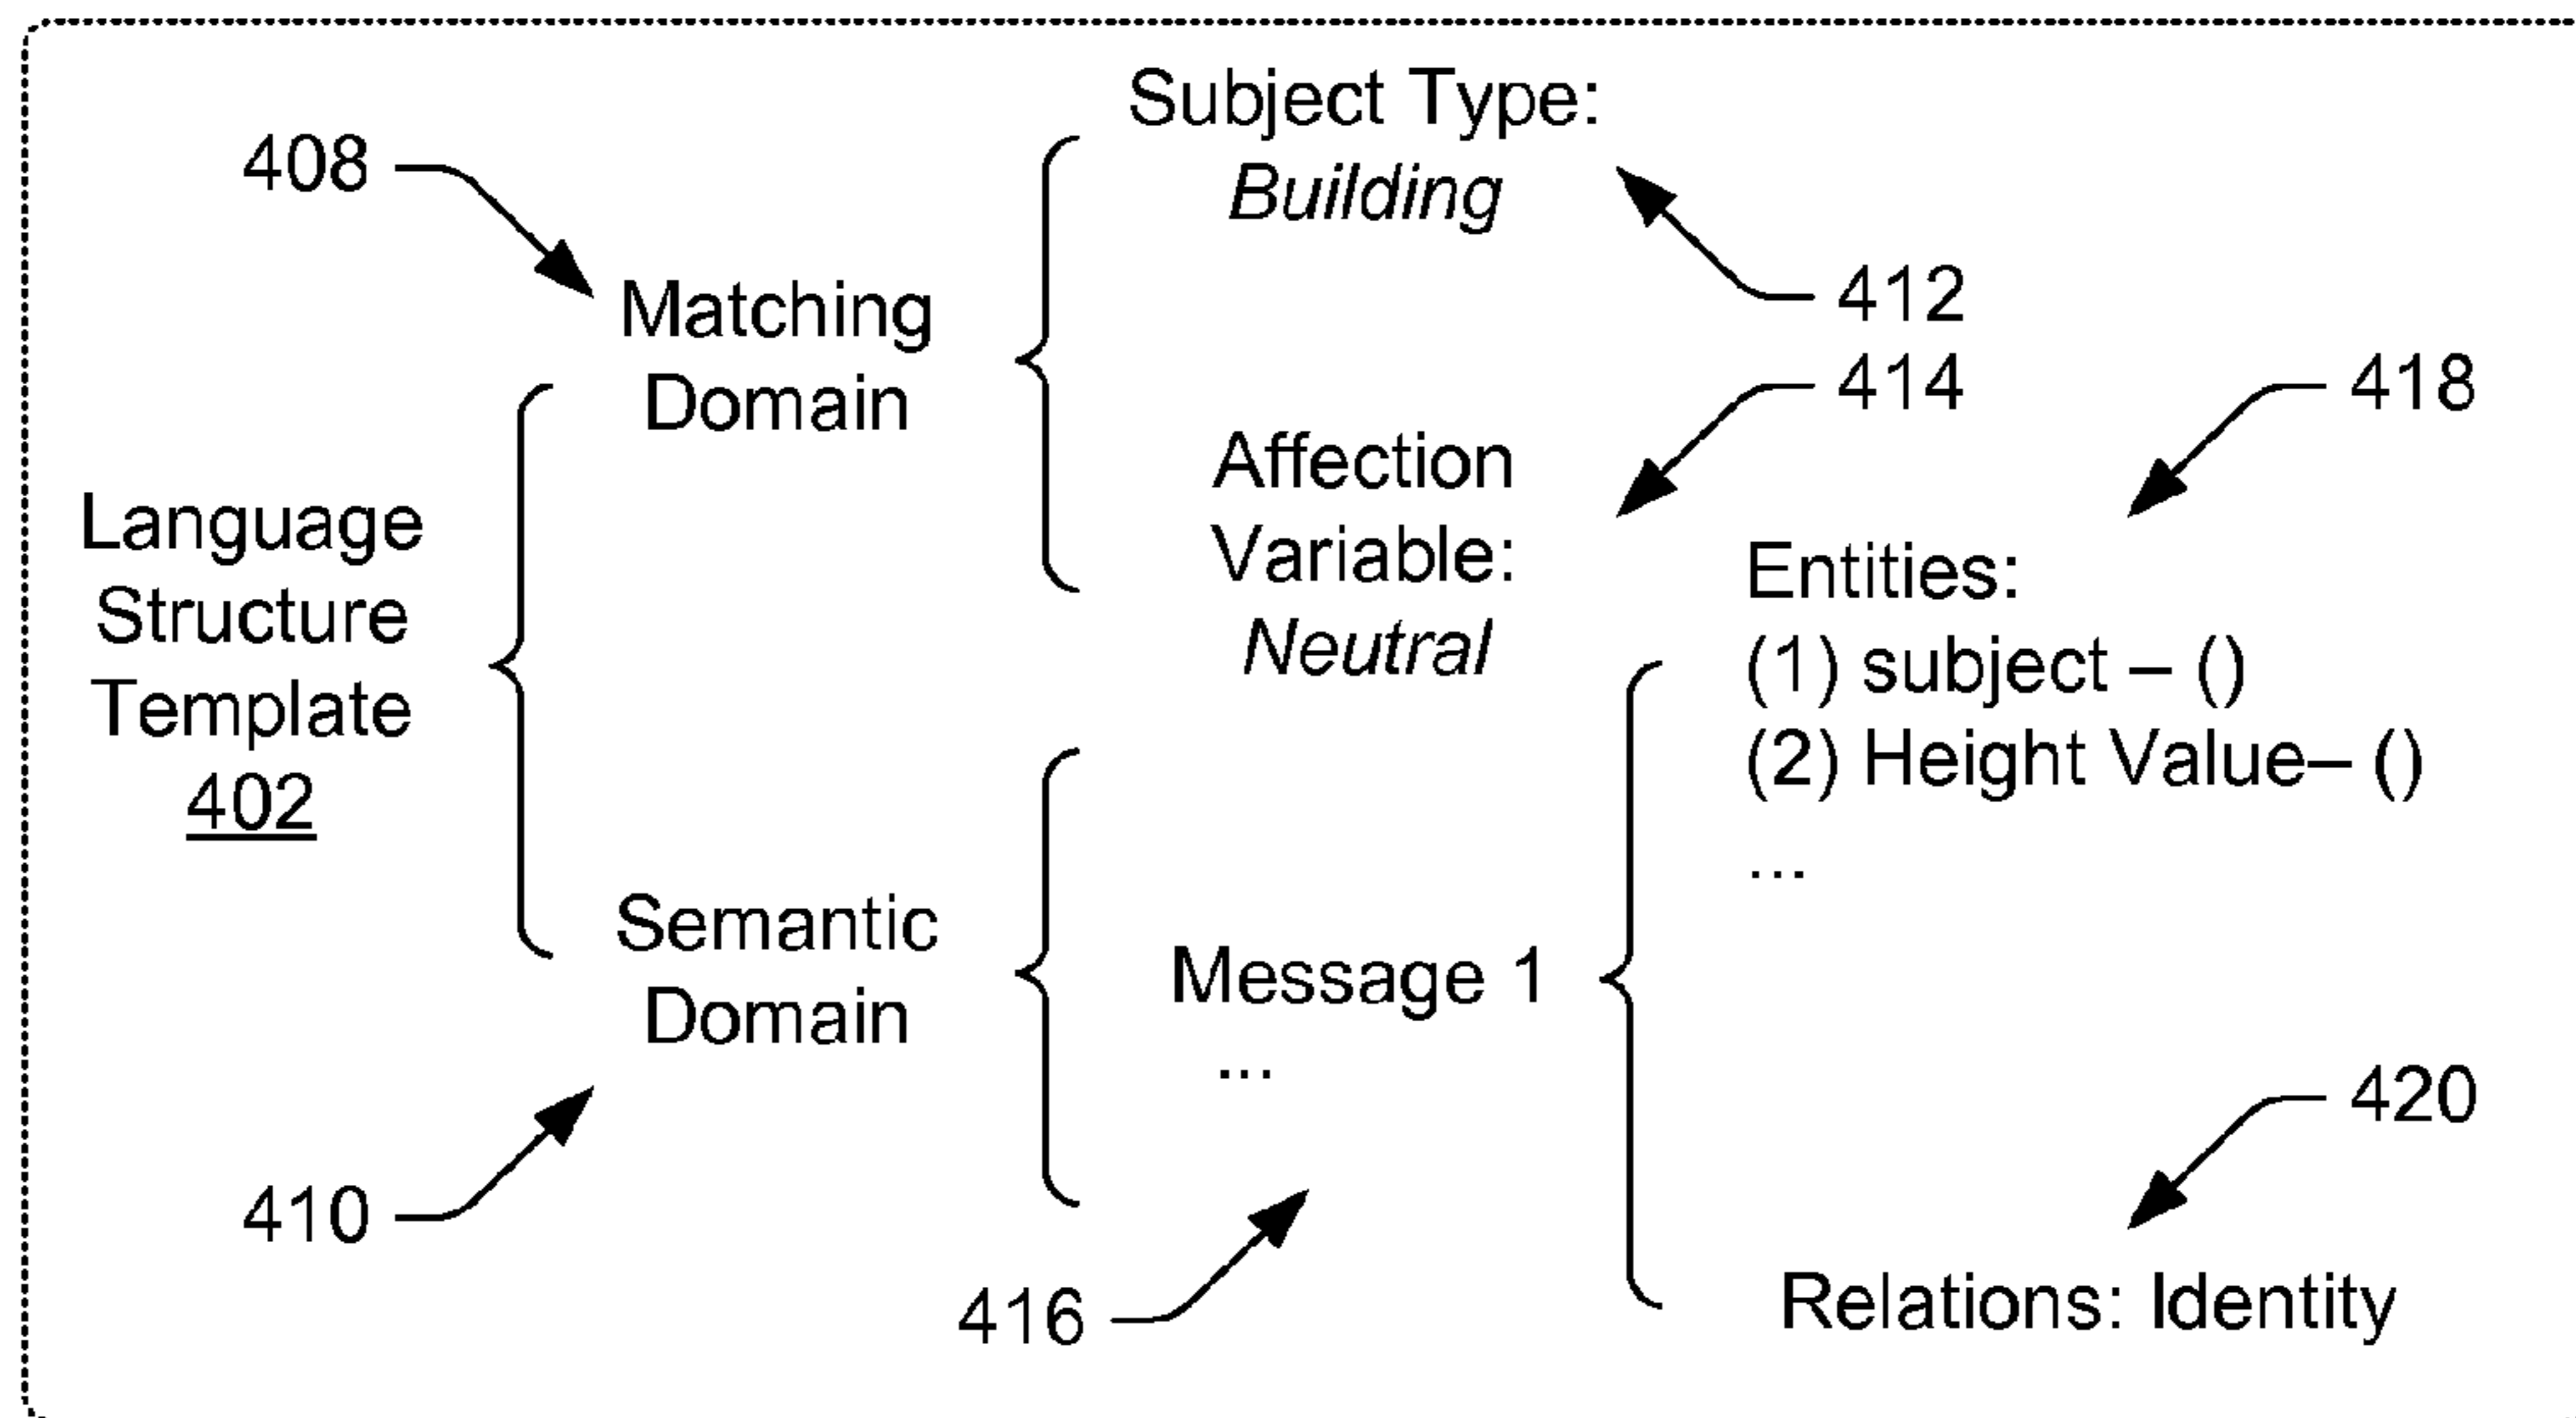 Subject Type:
Building
408
412
Matching
Domain
414
418
Affection
Variable:
Neutral
Language
Structure
Template
402
Entities:
(1) subject – ()
(2) Height Value– ()
...
Semantic
Domain
Message 1
...
410
416
420
Relations: Identity